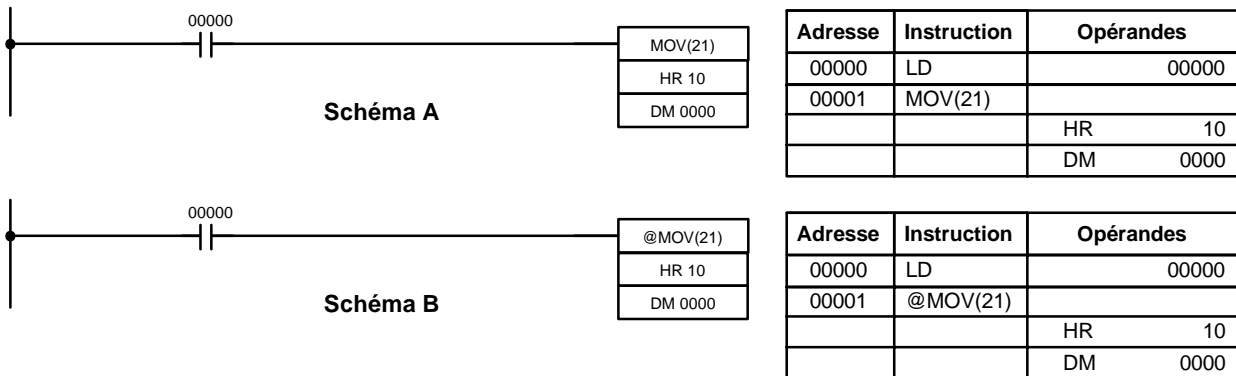 00000
MOV(21)
HR 10
DM 0000
Schéma A
Adresse Instruction Opérandes
00000 LD 00000
00001 MOV(21)
HR 10
DM 0000
00000
@MOV(21)
HR 10
DM 0000
Schéma B
Adresse Instruction Opérandes
00000 LD 00000
00001 @MOV(21)
HR 10
DM 0000